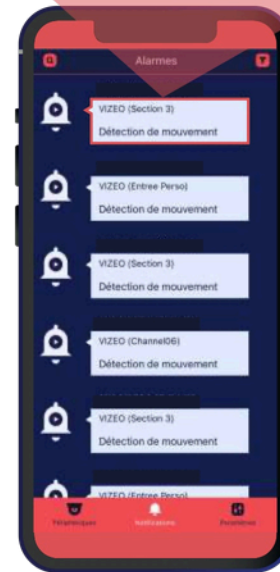 Alarmes
VIZEO (Section 3)
Détection de mouvement
VIZEO (Entree Perso)
Détection de mouvement
VIZEO (Section 3)
Détection de mouvement
VIZEO (Channel06)
Détection de mouvement
VIZEO (Section 3)
Détection de mouvement
VIZEO (Entree Perso)
Périphériques
Notifications
Paramètres